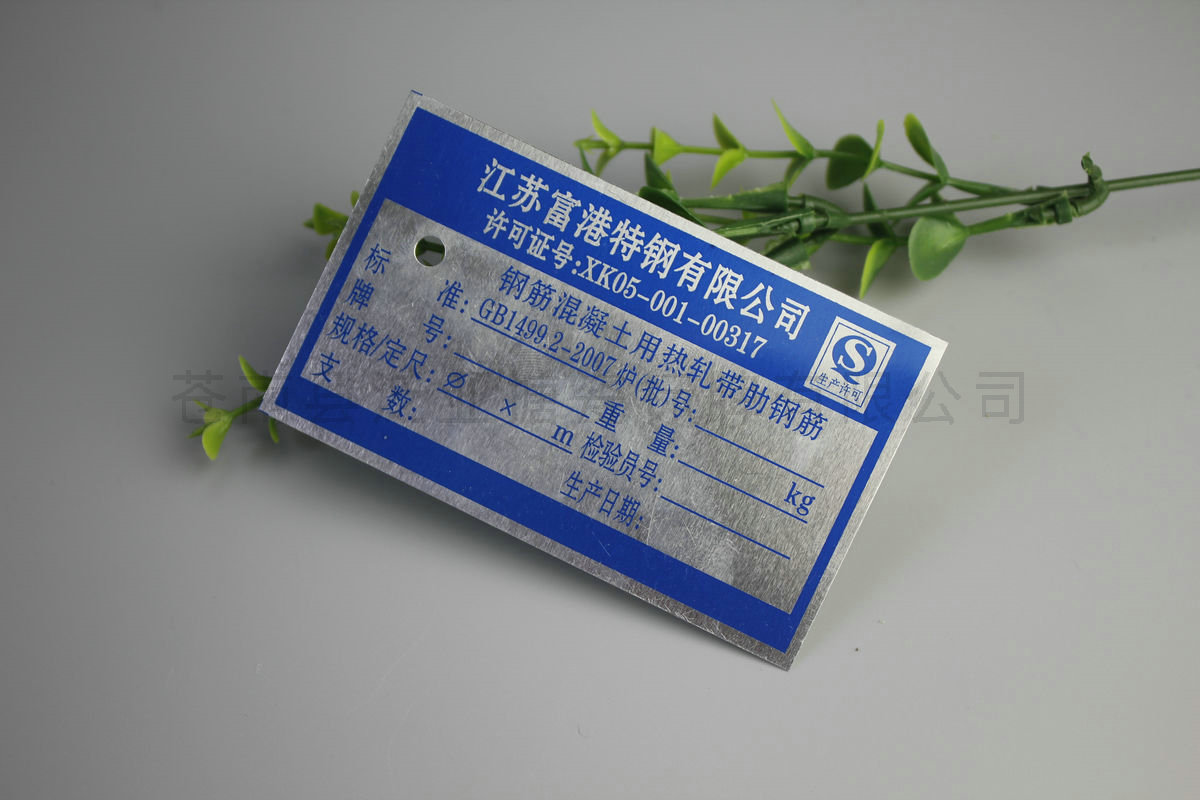 江苏富港特钢有限公司
许可证号:XK05-001-00317
生产许可
钢筋混凝土用热轧带肋钢筋
标 准: GB1499.2-2007 炉(批)号:
牌 号: 重 量: kg
规格/定尺: Ø × m 检验员号:
支 数: 生产日期: